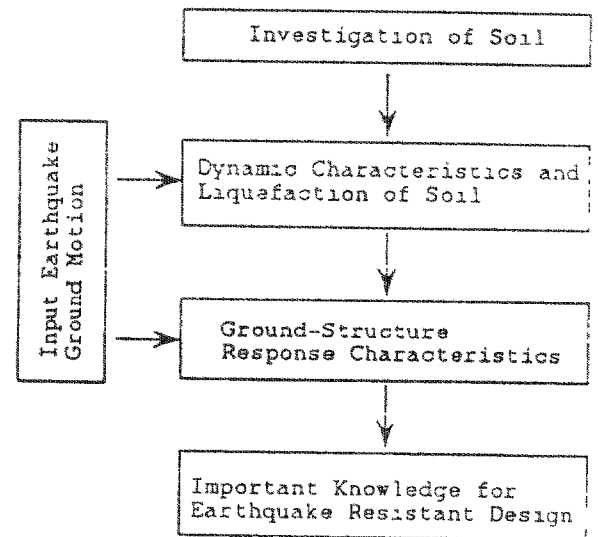 Investigation of Soil
Input Earthquake
Ground Motion
Dynamic Characteristics and
Liquefaction of Soil
Ground-Structure
Response Characteristics
Important Knowledge for
Earthquake Resistant Design